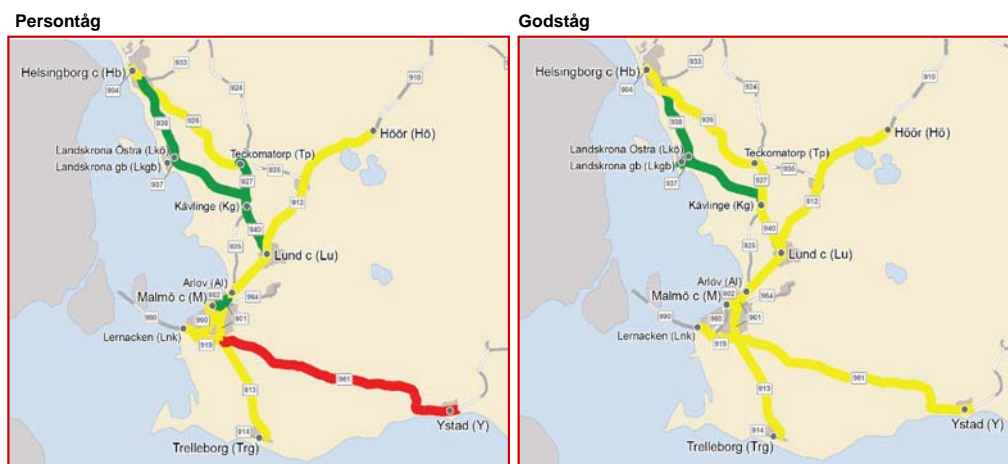 Persontåg
Helsingborg c (Hb)
933
910
904
924
938
926
Höör (Hö)
Landskrona Östra (Lkö)
Landskrona gb (Lkgb)
Teckomatorp (Tp)
935
937
927
912
Kävlinge (Kg)
940
925
Lund c (Lu)
Arlöv (Al)
902
964
Malmö c (M)
990
960
901
Lernacken (Lnk)
919
961
913
Ystad (Y)
914
Trelleborg (Trg)
Godståg
Helsingborg c (Hb)
933
910
904
924
938
926
Höör (Hö)
Landskrona Östra (Lkö)
Landskrona gb (Lkgb)
Teckomatorp (Tp)
935
937
927
912
Kävlinge (Kg)
940
925
Lund c (Lu)
Arlöv (Al)
902
964
Malmö c (M)
990
960
901
Lernacken (Lnk)
919
961
913
Ystad (Y)
914
Trelleborg (Trg)